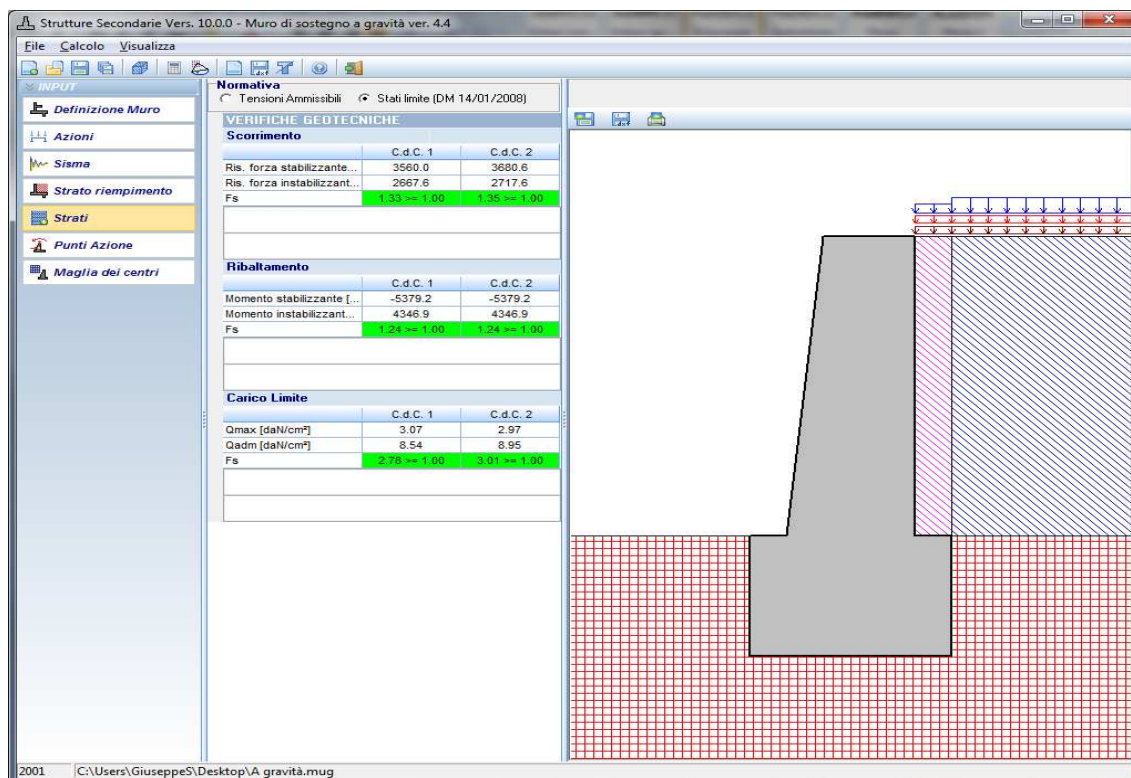 Strutture Secondarie Vers. 10.0.0 - Muro di sostegno a gravità ver. 4.4
File Calcolo Visualizza
INPUT
Definizione Muro
Azioni
Sisma
Strato riempimento
Strati
Punti Azione
Maglia dei centri
Normativa
Tensioni Ammissibili Stati limite (DM 14/01/2008)
VERIFICHE GEOTECNICHE
Scorrimento
C.d.C. 1 C.d.C. 2
Ris. forza stabilizzante... 3560.0 3680.6
Ris. forza instabilizzant... 2667.6 2717.6
Fs 1.33 >= 1.00 1.35 >= 1.00
Ribaltamento
C.d.C. 1 C.d.C. 2
Momento stabilizzante [... -5379.2 -5379.2
Momento instabilizzant... 4346.9 4346.9
Fs 1.24 >= 1.00 1.24 >= 1.00
Carico Limite
C.d.C. 1 C.d.C. 2
Qmax [daN/cm²] 3.07 2.97
Qadm [daN/cm²] 8.54 8.95
Fs 2.78 >= 1.00 3.01 >= 1.00
2001 C:\Users\GiuseppeS\Desktop\A gravità.mug